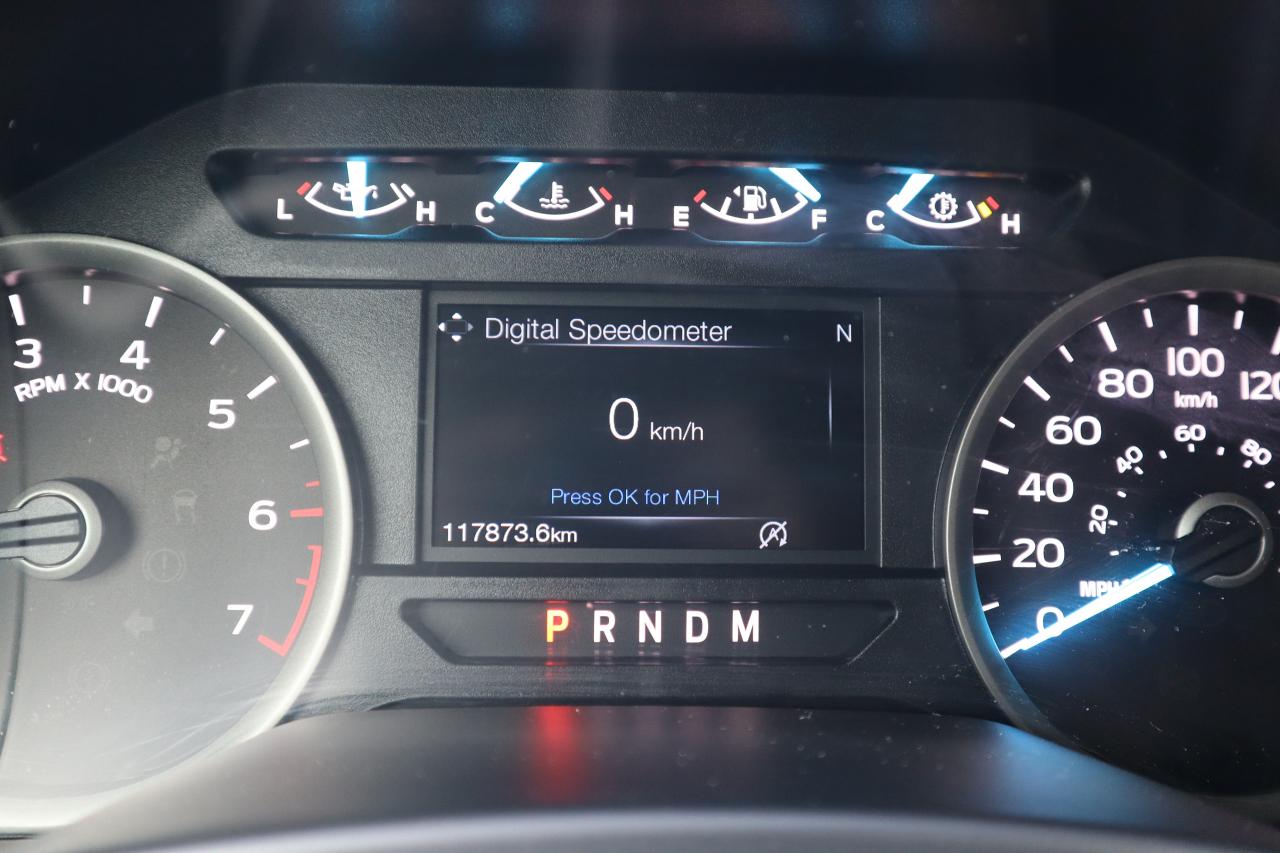 L H C H E F C H
Digital Speedometer N
0 km/h
Press OK for MPH
117873.6km
P R N D M
3 4 5 6 7
RPM X 1000
0 20 40 60 80 100 120
km/h
20 40 60 80
MPH